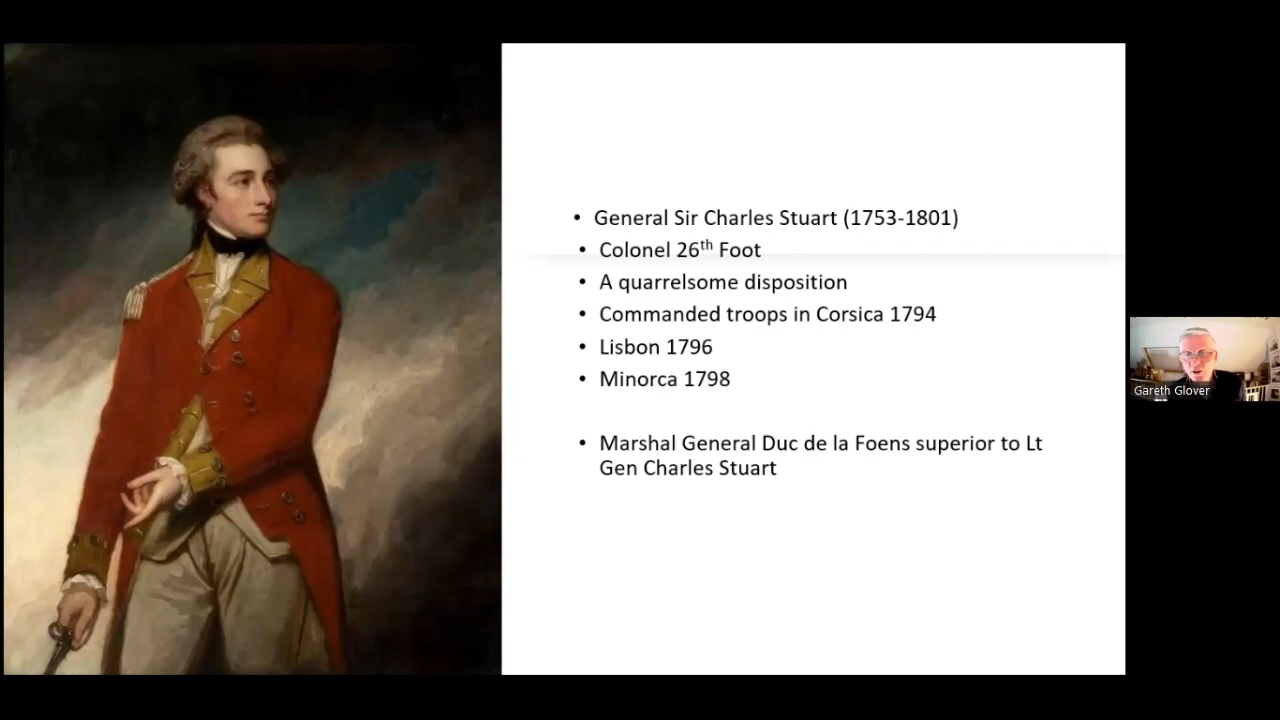 • General Sir Charles Stuart (1753-1801)
• Colonel 26th Foot
• A quarrelsome disposition
• Commanded troops in Corsica 1794
• Lisbon 1796
• Minorca 1798
• Marshal General Duc de la Foens superior to Lt
Gen Charles Stuart
Gareth Glover